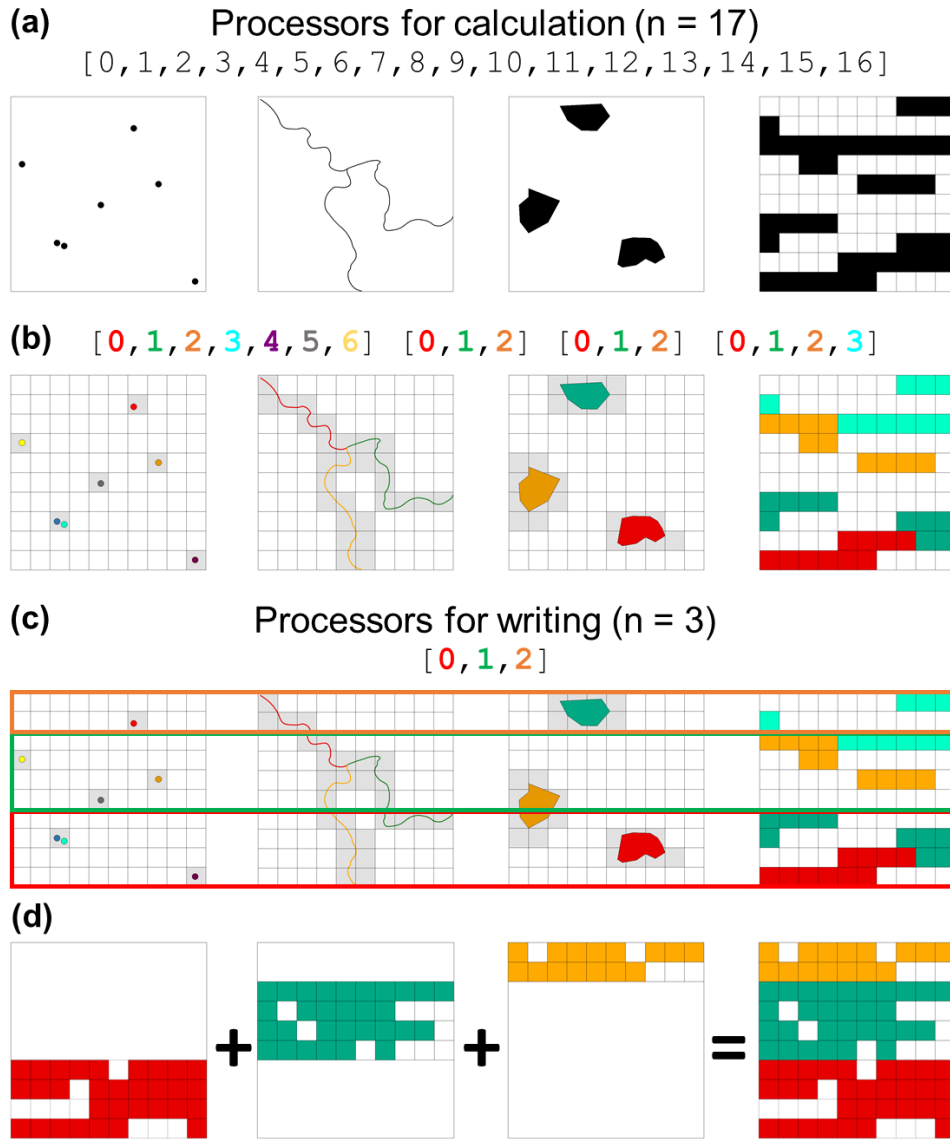 (a) Processors for calculation (n = 17)
[0,1,2,3,4,5,6,7,8,9,10,11,12,13,14,15,16]
(b) [0,1,2,3,4,5,6] [0,1,2] [0,1,2] [0,1,2,3]
(c) Processors for writing (n = 3)
[0,1,2]
(d)
+ + =